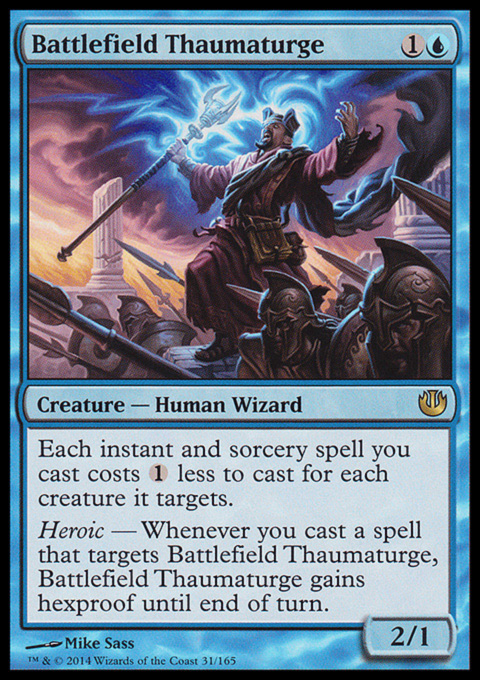 Battlefield Thaumaturge 1
Creature — Human Wizard
Each instant and sorcery spell you
cast costs 1 less to cast for each
creature it targets.
Heroic — Whenever you cast a spell
that targets Battlefield Thaumaturge,
Battlefield Thaumaturge gains
hexproof until end of turn.
2/1
Mike Sass
™ & © 2014 Wizards of the Coast 31/165